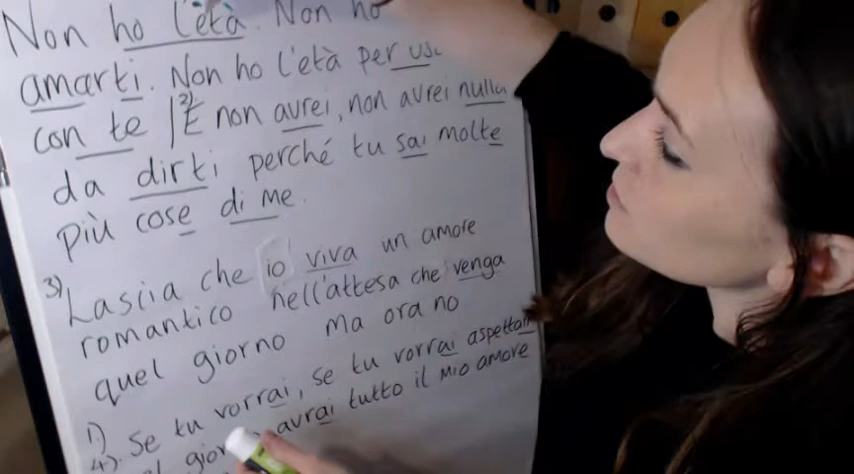 Non ho l'età. Non ho
amarti. Non ho l'età per
con te | 2) E non avrei, non avrei nulla
da dirti perché tu sai molte
più cose di me.
3) Lascia che io viva un amore
romantico nell'attesa che venga
quel giorno ma ora no
1)
4). Se tu vorrai, se tu vorrai
avrai tutto il mio amore